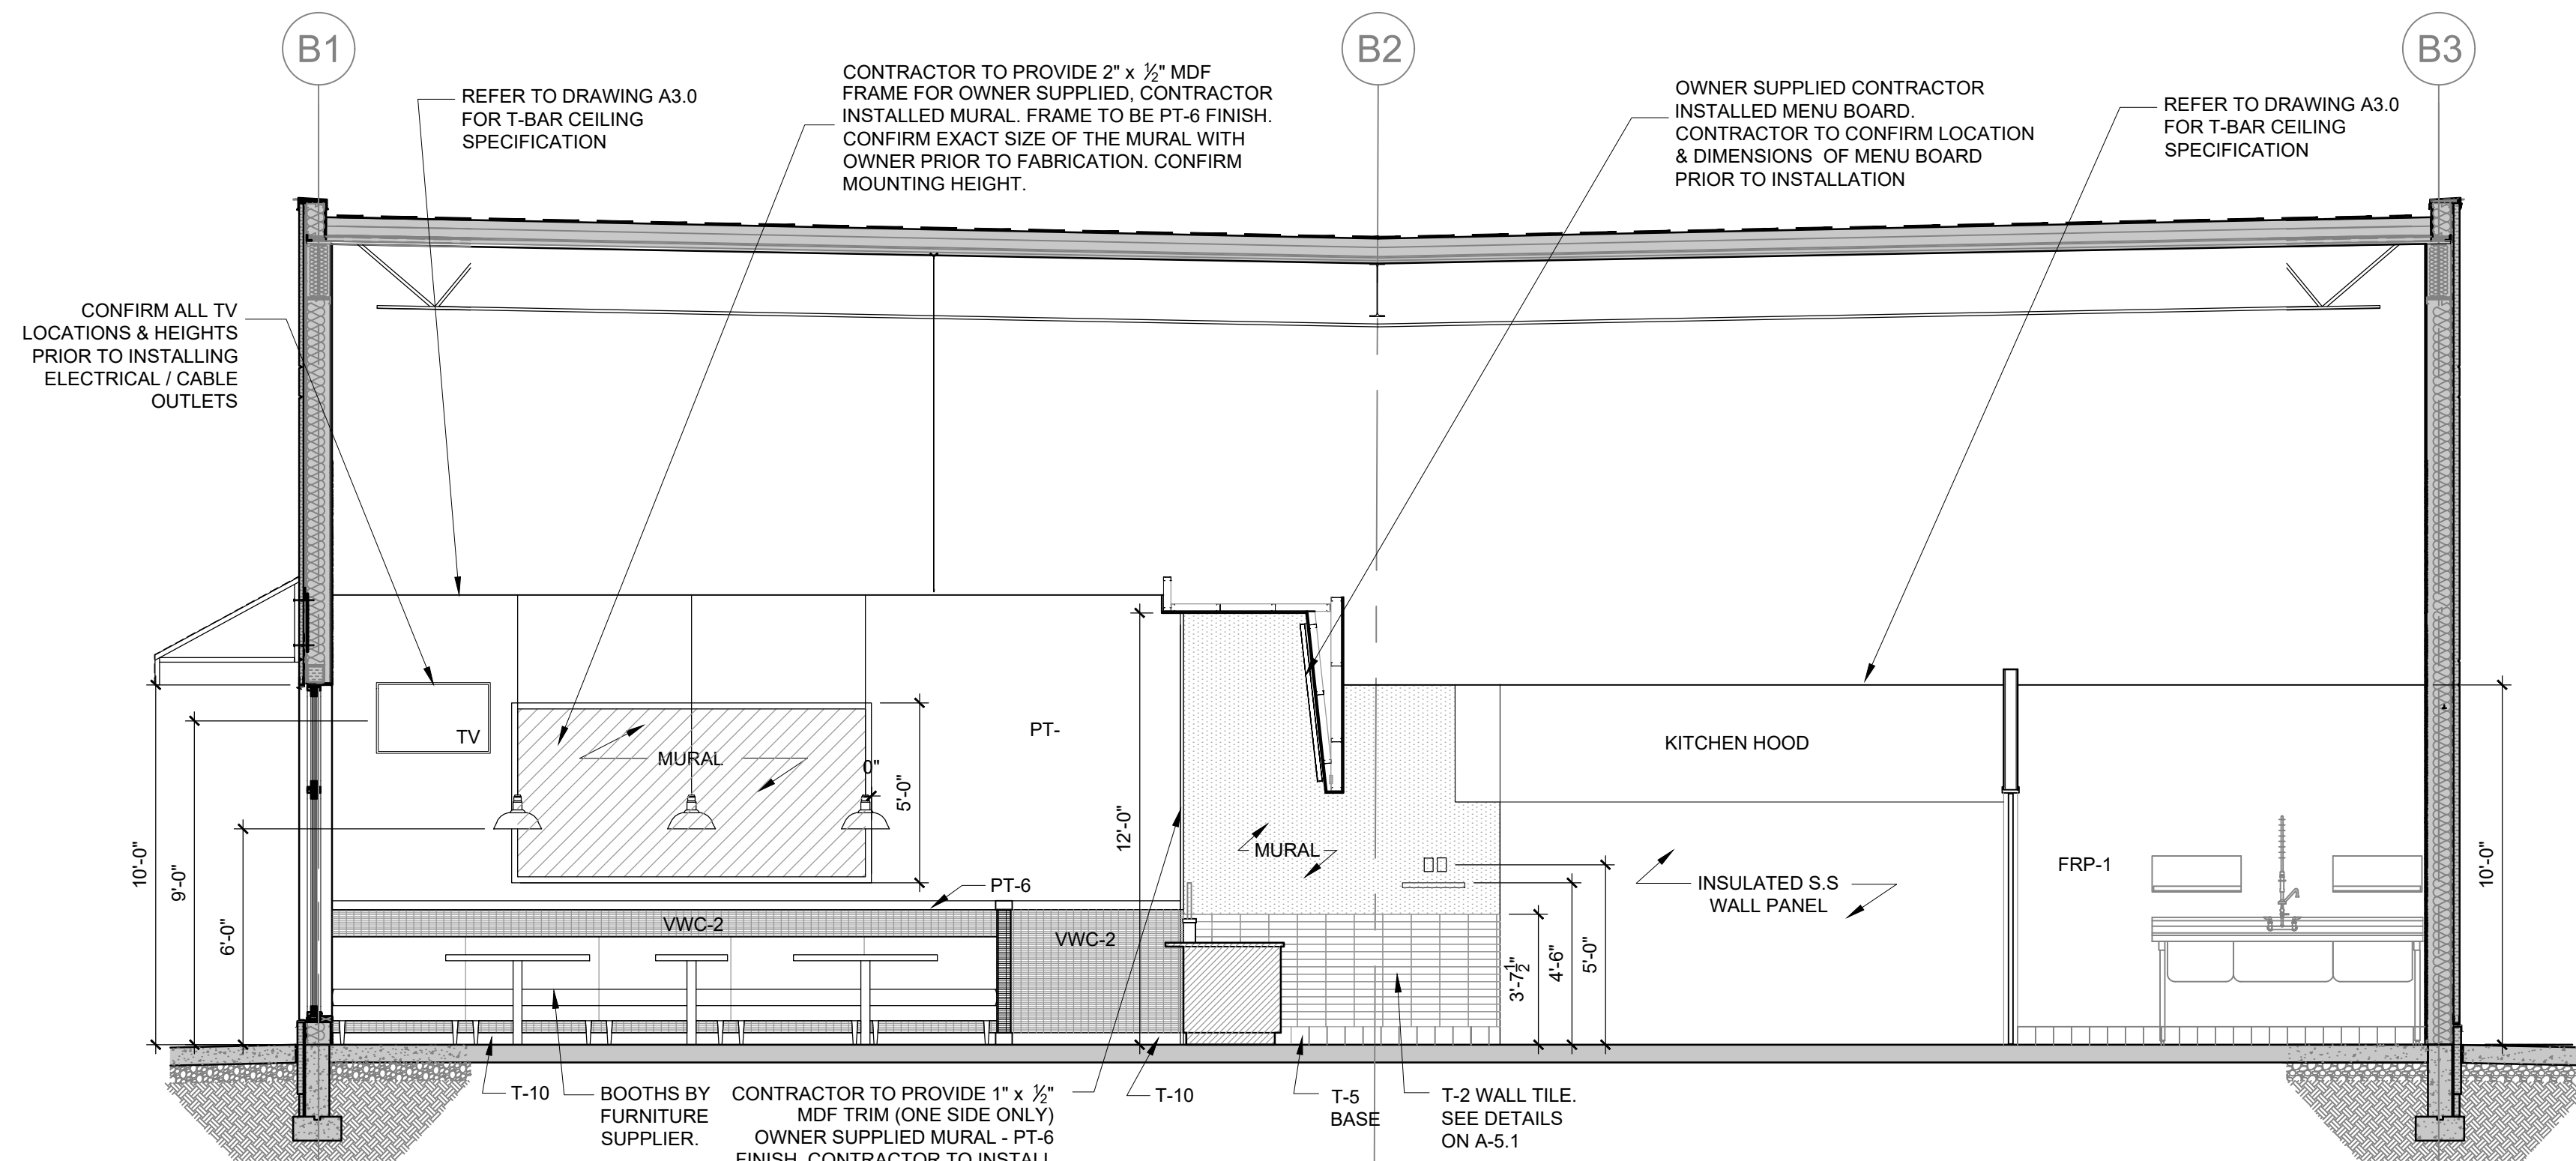 B1
B2
B3
REFER TO DRAWING A3.0
FOR T-BAR CEILING
SPECIFICATION
CONTRACTOR TO PROVIDE 2" x ½" MDF
FRAME FOR OWNER SUPPLIED, CONTRACTOR
INSTALLED MURAL. FRAME TO BE PT-6 FINISH.
CONFIRM EXACT SIZE OF THE MURAL WITH
OWNER PRIOR TO FABRICATION. CONFIRM
MOUNTING HEIGHT.
OWNER SUPPLIED CONTRACTOR
INSTALLED MENU BOARD.
CONTRACTOR TO CONFIRM LOCATION
& DIMENSIONS OF MENU BOARD
PRIOR TO INSTALLATION
REFER TO DRAWING A3.0
FOR T-BAR CEILING
SPECIFICATION
CONFIRM ALL TV
LOCATIONS & HEIGHTS
PRIOR TO INSTALLING
ELECTRICAL / CABLE
OUTLETS
TV
MURAL
0"
5'-0"
PT-
12'-0"
MURAL
KITCHEN HOOD
INSULATED S.S
WALL PANEL
FRP-1
10'-0"
9'-0"
6'-0"
PT-6
VWC-2
VWC-2
3'-7½"
4'-6"
5'-0"
10'-0"
T-10
BOOTHS BY
FURNITURE
SUPPLIER.
CONTRACTOR TO PROVIDE 1" x ½"
MDF TRIM (ONE SIDE ONLY)
OWNER SUPPLIED MURAL - PT-6
FINISH. CONTRACTOR TO INSTALL
T-10
T-5
BASE
T-2 WALL TILE.
SEE DETAILS
ON A-5.1